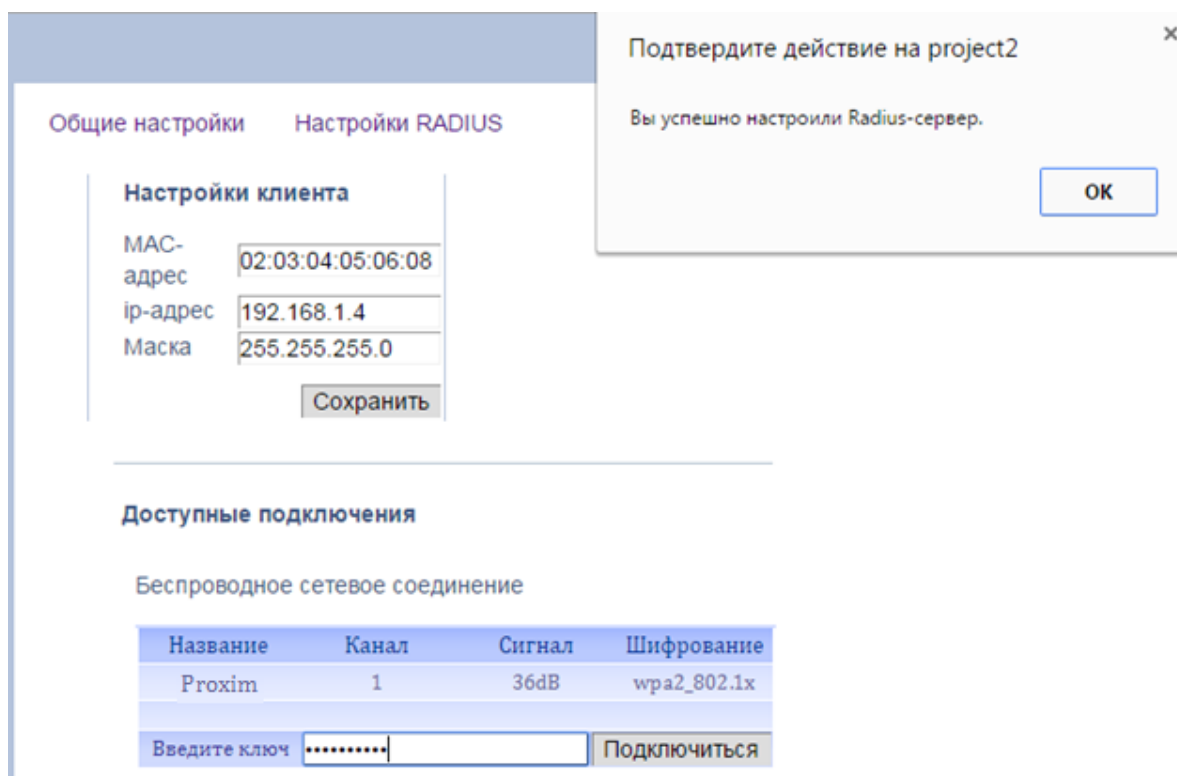 Подтвердите действие на project2
Вы успешно настроили Radius-сервер.
ОК
Общие настройки Настройки RADIUS
Настройки клиента
MAC-адрес 02:03:04:05:06:08
ip-адрес 192.168.1.4
Маска 255.255.255.0
Сохранить
Доступные подключения
Беспроводное сетевое соединение
Название Канал Сигнал Шифрование
Proxim 1 36dB wpa2_802.1x
Введите ключ •••••••••• Подключиться